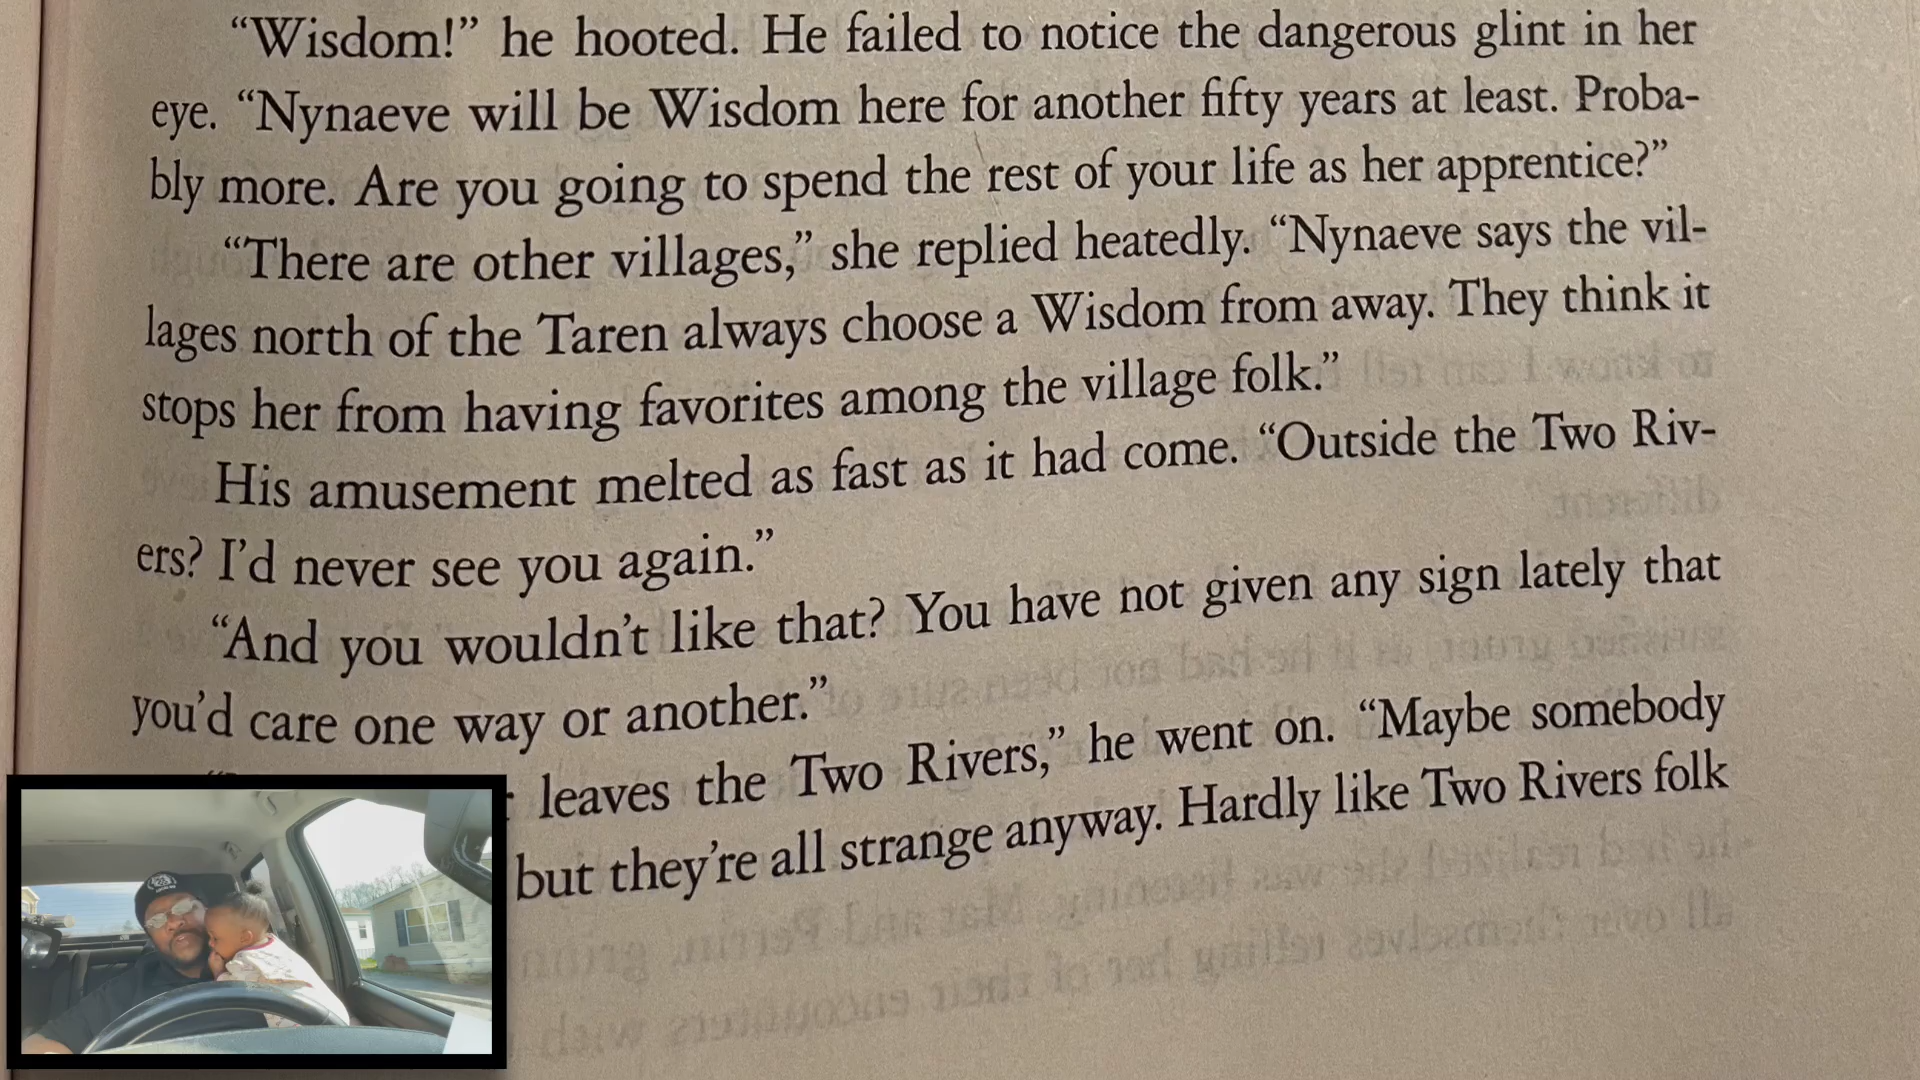 “Wisdom!” he hooted. He failed to notice the dangerous glint in her
eye. “Nynaeve will be Wisdom here for another fifty years at least. Proba-
bly more. Are you going to spend the rest of your life as her apprentice?”
“There are other villages,” she replied heatedly. “Nynaeve says the vil-
lages north of the Taren always choose a Wisdom from away. They think it
stops her from having favorites among the village folk.”
His amusement melted as fast as it had come. “Outside the Two Riv-
ers? I’d never see you again.”
“And you wouldn’t like that? You have not given any sign lately that
you’d care one way or another.”
leaves the Two Rivers,” he went on. “Maybe somebody
but they’re all strange anyway. Hardly like Two Rivers folk